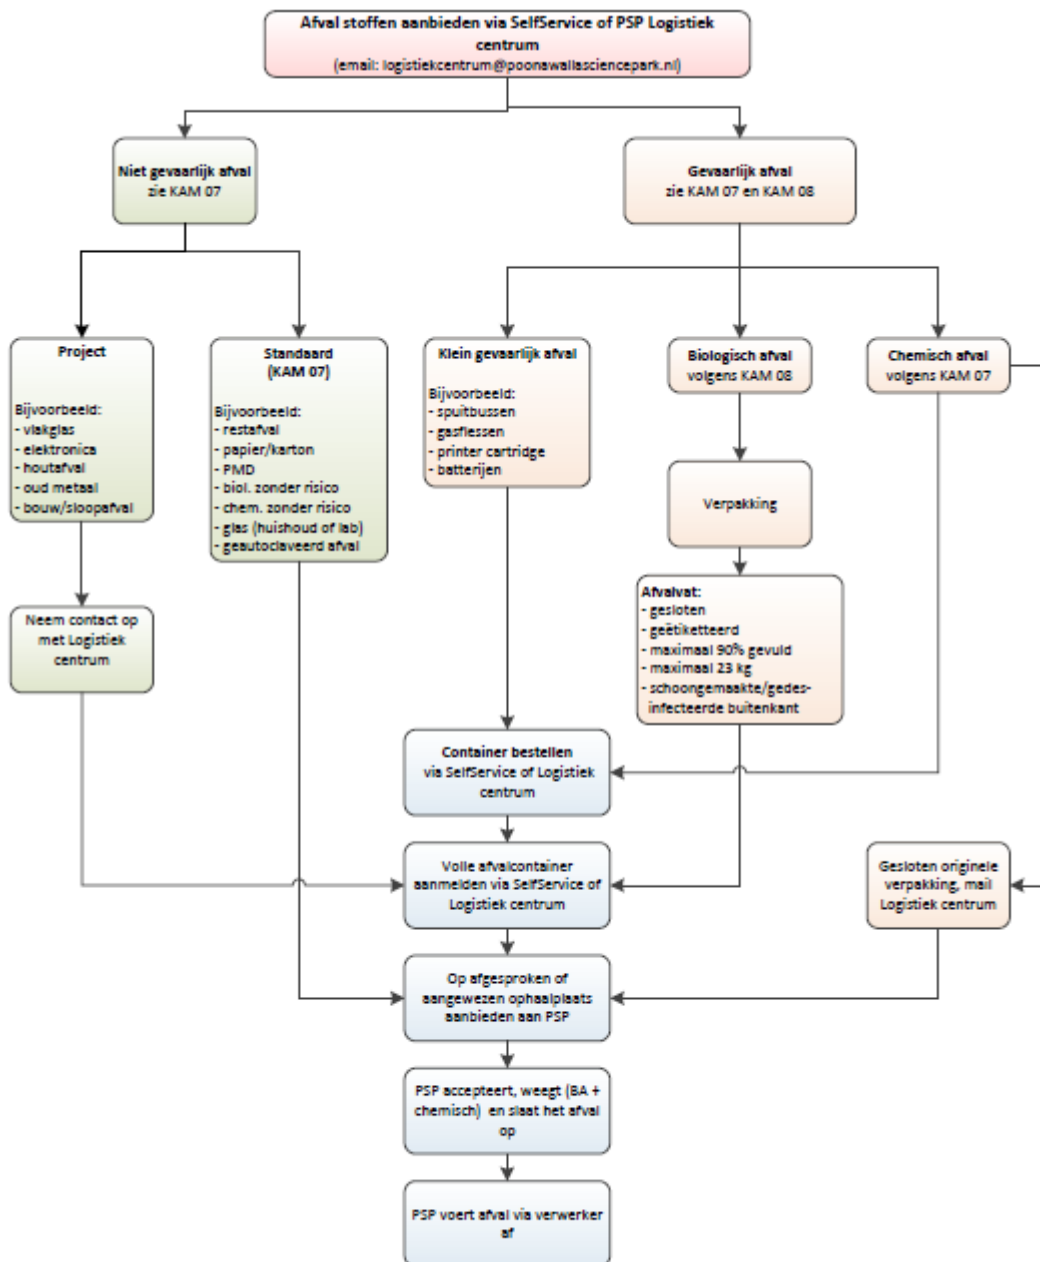 Afval stoffen aanbieden via SelfService of PSP Logistiek
centrum
(email: logistiekcentrum@poonawallasciencepark.nl)
Niet gevaarlijk afval
zie KAM 07
Gevaarlijk afval
zie KAM 07 en KAM 08
Project
Bijvoorbeeld:
- vlakglas
- elektronica
- houtafval
- oud metaal
- bouw/sloopafval
Standaard
(KAM 07)
Bijvoorbeeld:
- restafval
- papier/karton
- PMD
- biol. zonder risico
- chem. zonder risico
- glas (huishoud of lab)
- geautoclaveerd afval
Klein gevaarlijk afval
Bijvoorbeeld:
- spuitbussen
- gasflessen
- printer cartridge
- batterijen
Biologisch afval
volgens KAM 08
Chemisch afval
volgens KAM 07
Verpakking
Afvalvat:
- gesloten
- geëtiketteerd
- maximaal 90% gevuld
- maximaal 23 kg
- schoongemaakte/gedes-
infecteerde buitenkant
Neem contact op
met Logistiek
centrum
Container bestellen
via SelfService of Logistiek
centrum
Volle afvalcontainer
aanmelden via SelfService of
Logistiek centrum
Gesloten originele
verpakking, mail
Logistiek centrum
Op afgesproken of
aangewezen ophaalplaats
aanbieden aan PSP
PSP accepteert, weegt (BA +
chemisch) en slaat het afval
op
PSP voert afval via verwerker
af